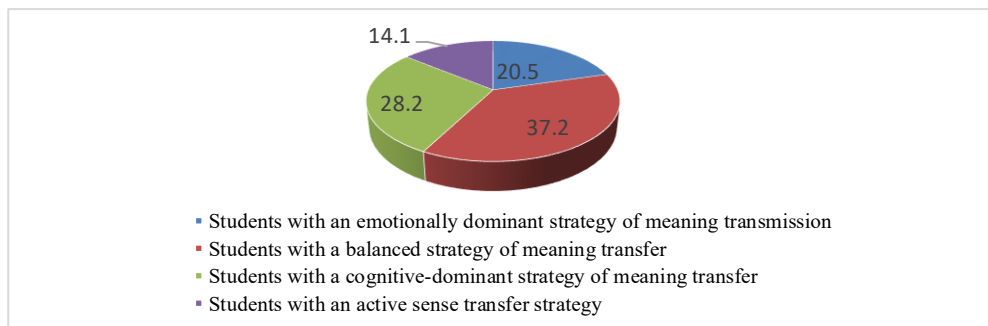 14.1
20.5
28.2
37.2
Students with an emotionally dominant strategy of meaning transmission
Students with a balanced strategy of meaning transfer
Students with a cognitive-dominant strategy of meaning transfer
Students with an active sense transfer strategy